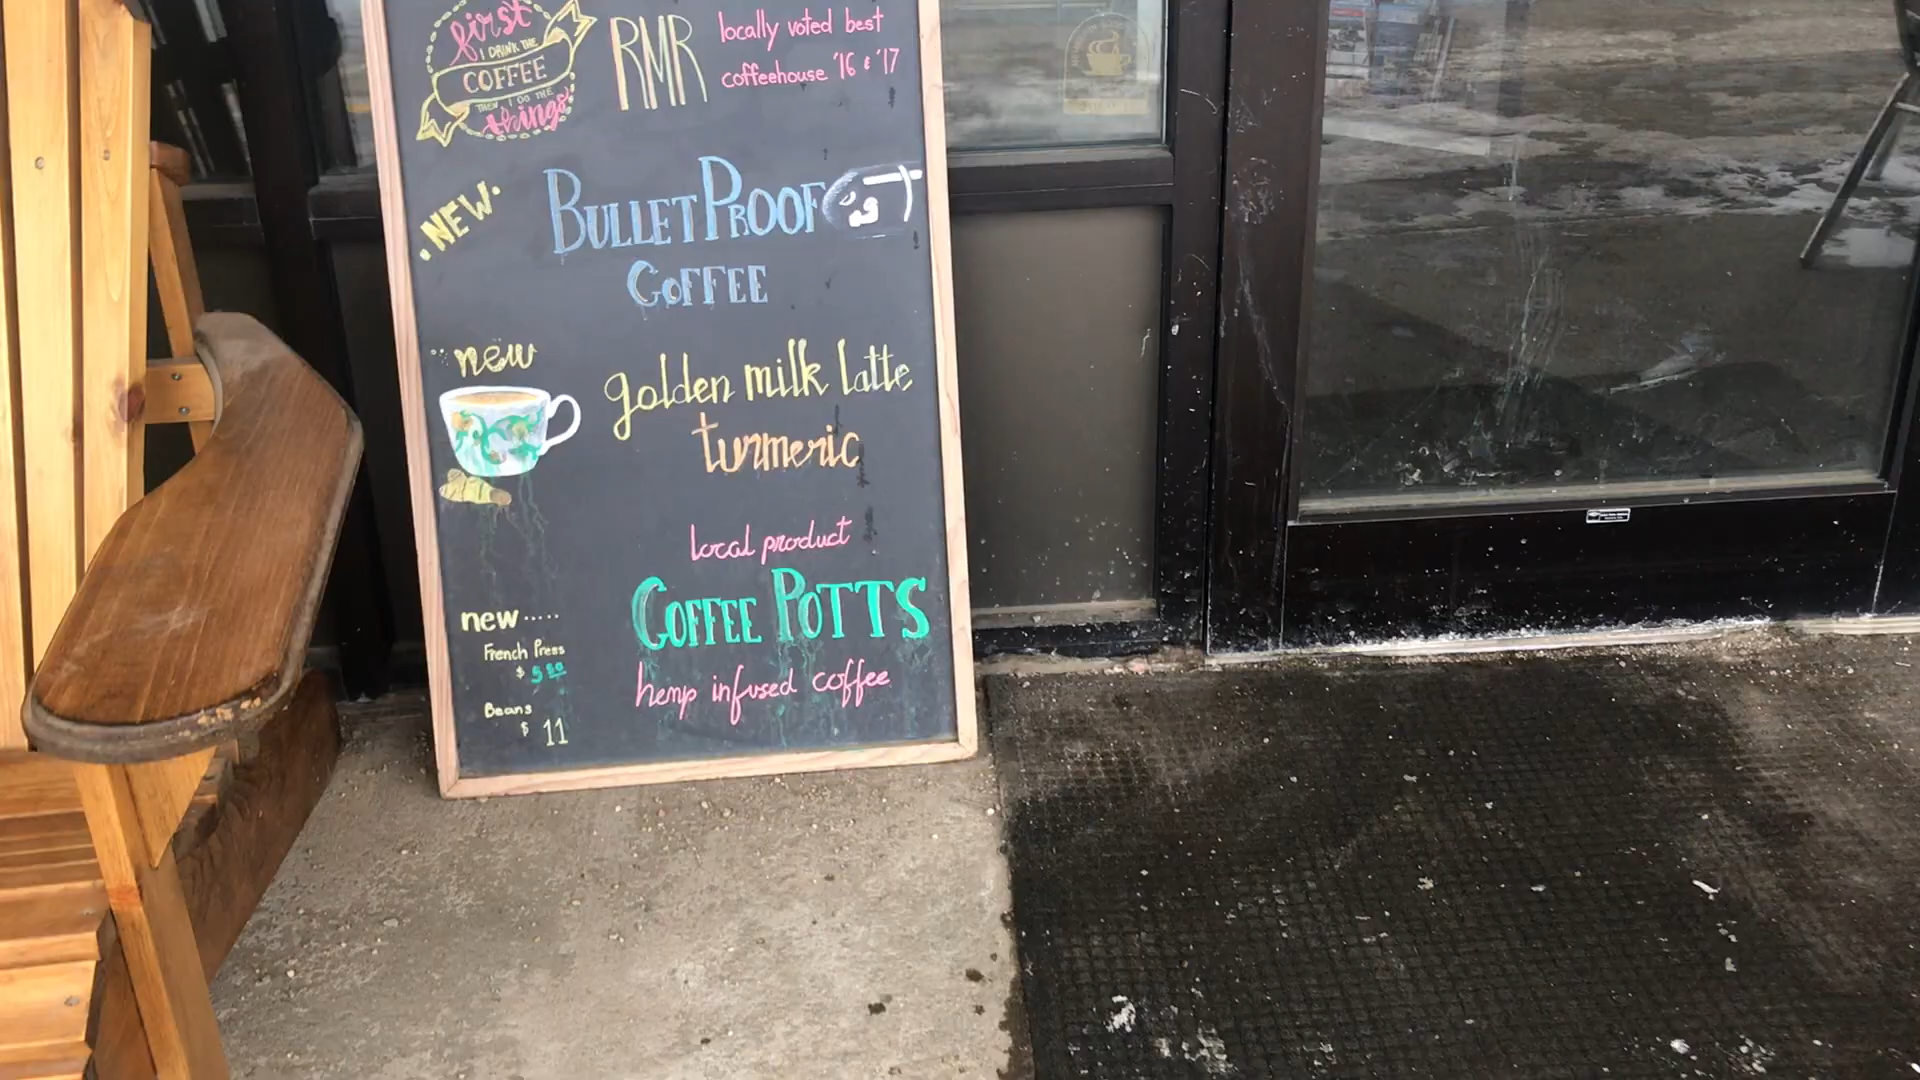 first
I DRINK THE
COFFEE
THEN I DO THE
things
RMR
locally voted best
coffeehouse '16 & '17
NEW
BULLETPROOF
COFFEE
new
golden milk latte
turmeric
local product
COFFEE POTTS
hemp infused coffee
new.....
French Press
$ 5.50
Beans
$ 11